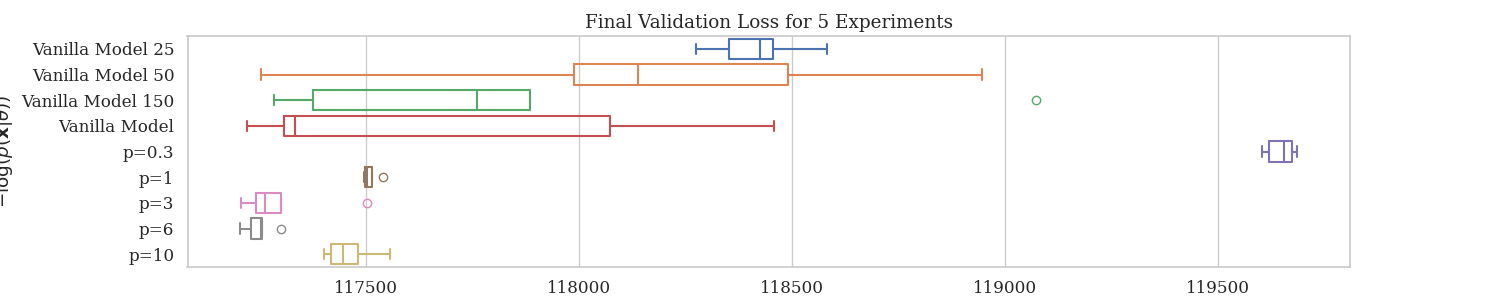 Final Validation Loss for 5 Experiments
−log(p(x|θ))
Vanilla Model 25
Vanilla Model 50
Vanilla Model 150
Vanilla Model
p=0.3
p=1
p=3
p=6
p=10
117500 118000 118500 119000 119500